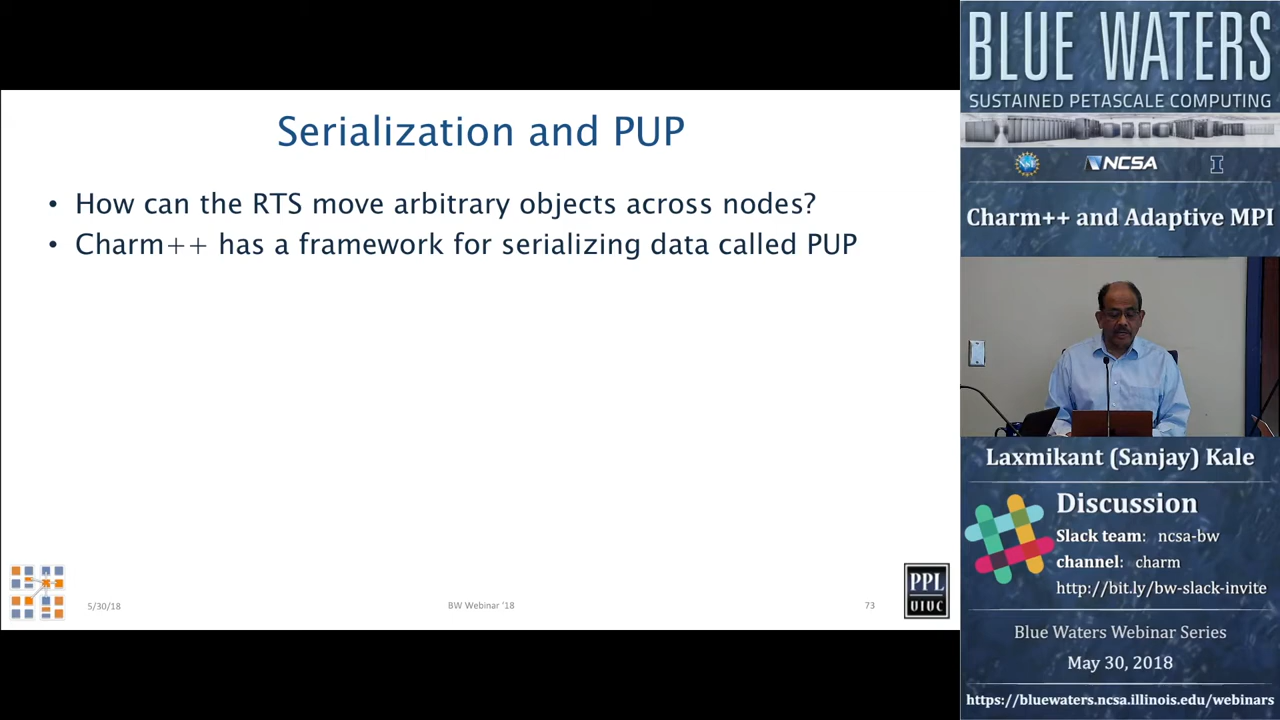 Serialization and PUP
• How can the RTS move arbitrary objects across nodes?
• Charm++ has a framework for serializing data called PUP
5/30/18
BW Webinar '18
73
PPL
UIUC
BLUE WATERS
SUSTAINED PETASCALE COMPUTING
NSF
NCSA
I
Charm++ and Adaptive MPI
Laxmikant (Sanjay) Kale
Discussion
Slack team: ncsa-bw
channel: charm
http://bit.ly/bw-slack-invite
Blue Waters Webinar Series
May 30, 2018
https://bluewaters.ncsa.illinois.edu/webinars